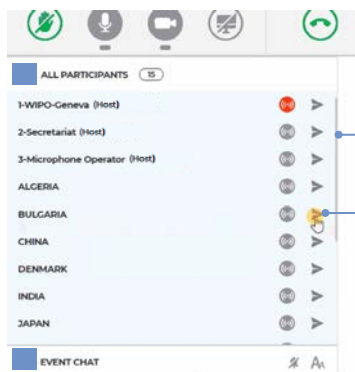 ALL PARTICIPANTS 15
1-WIPO-Geneva (Host)
2-Secretariat (Host)
3-Microphone Operator (Host)
ALGERIA
BULGARIA
CHINA
DENMARK
INDIA
JAPAN
EVENT CHAT AA